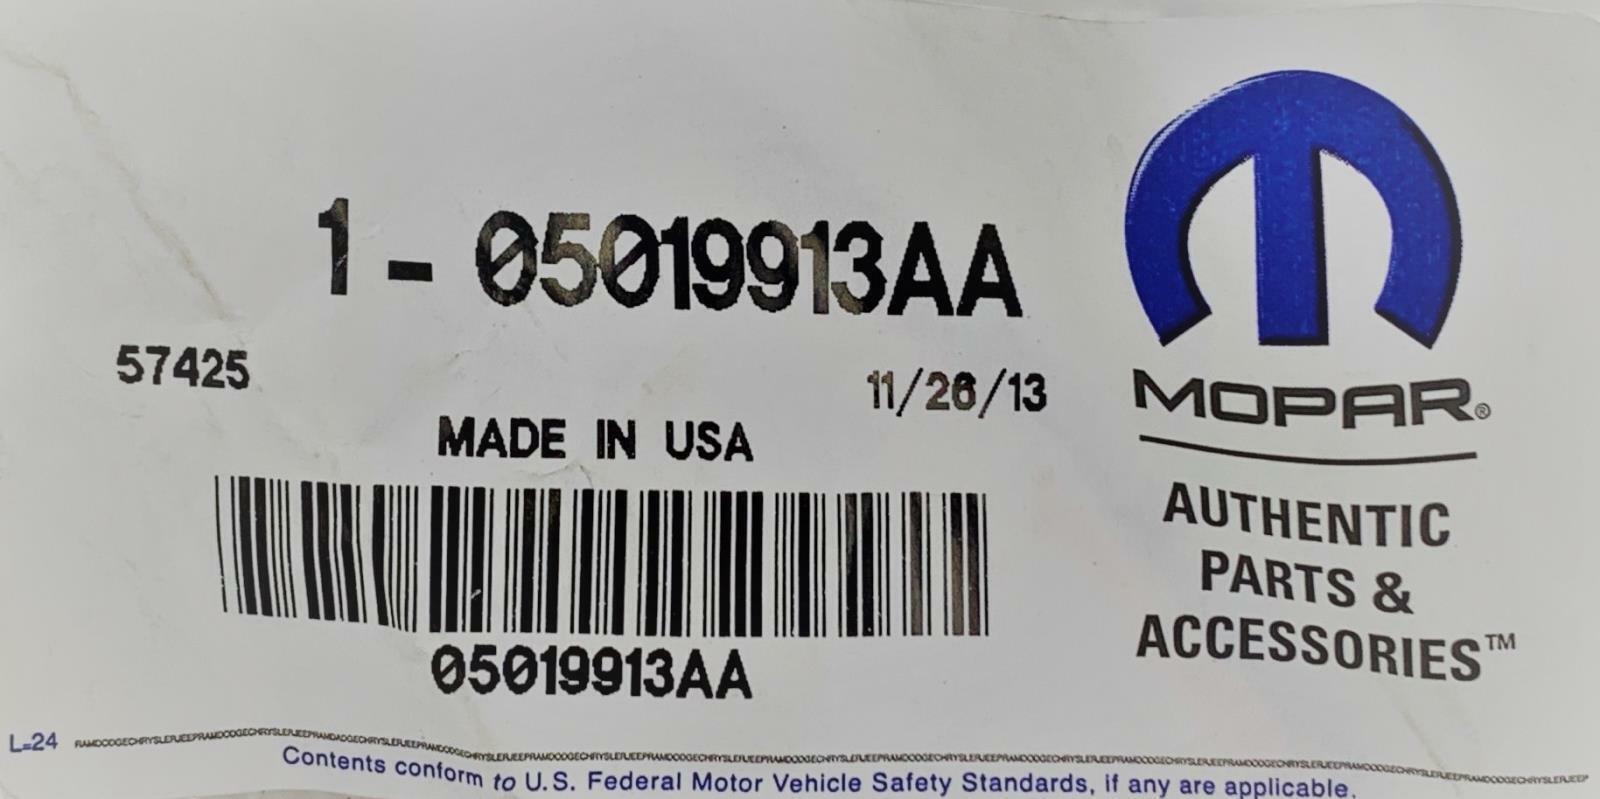 1 - 05019913AA
57425
11/26/13
MADE IN USA
05019913AA
MOPAR®
AUTHENTIC
PARTS &
ACCESSORIES™
L=24
Contents conform to U.S. Federal Motor Vehicle Safety Standards, if any are applicable.